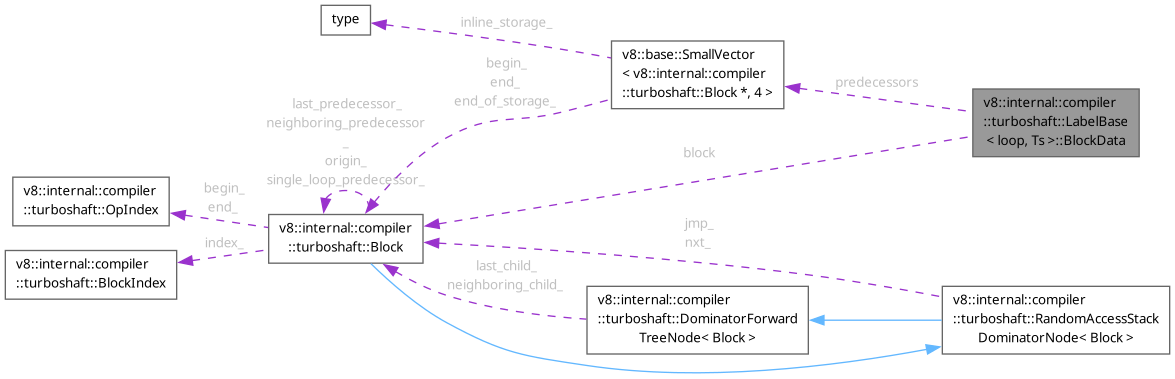 type
inline_storage_
v8::base::SmallVector
< v8::internal::compiler
::turboshaft::Block *, 4 >
begin_
end_
end_of_storage_
predecessors
v8::internal::compiler
::turboshaft::LabelBase
< loop, Ts >::BlockData
last_predecessor_
neighboring_predecessor
_
origin_
single_loop_predecessor_
block
v8::internal::compiler
::turboshaft::OpIndex
begin_
end_
v8::internal::compiler
::turboshaft::Block
jmp_
nxt_
index_
v8::internal::compiler
::turboshaft::BlockIndex
last_child_
neighboring_child_
v8::internal::compiler
::turboshaft::DominatorForward
TreeNode< Block >
v8::internal::compiler
::turboshaft::RandomAccessStack
DominatorNode< Block >